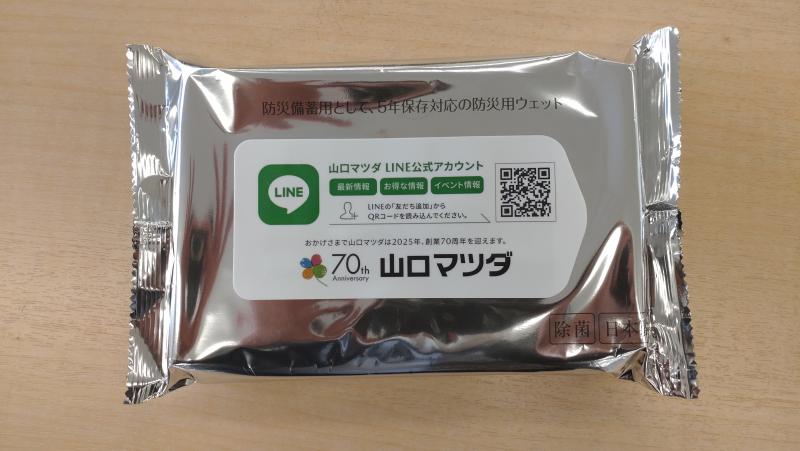 防災備蓄用として、5年保存対応の防災用ウェット
LINE
山口マツダ LINE公式アカウント
最新情報 お得な情報 イベント情報
LINEの「友だち追加」から
QRコードを読み込んでください。
おかげさまで山口マツダは2025年、創業70周年を迎えます。
70th
Anniversary
山口マツダ
除菌 日本